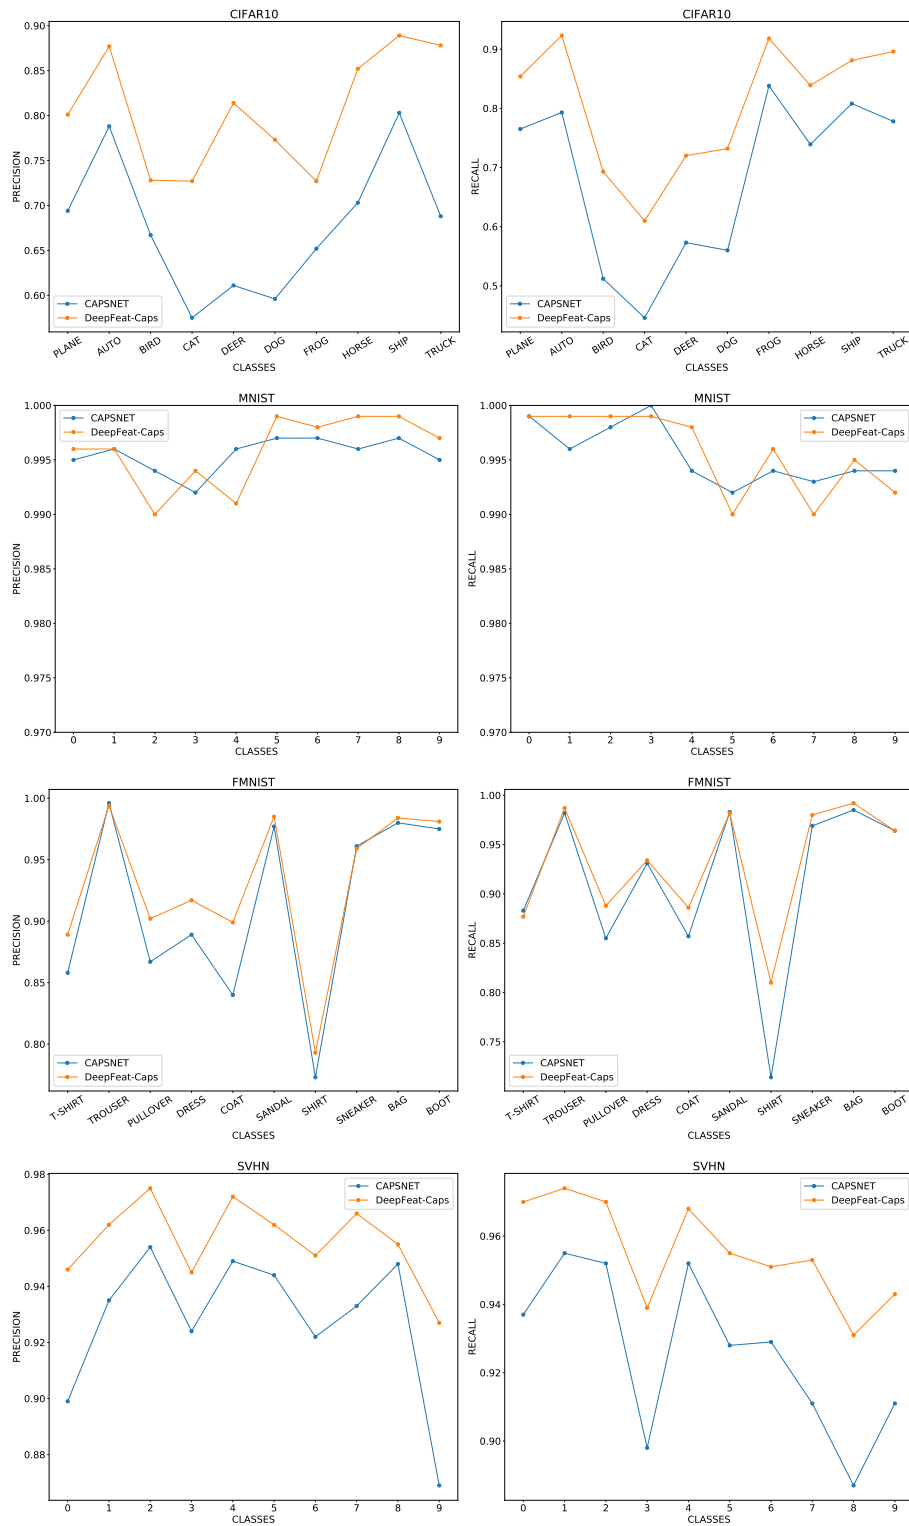 CIFAR10
0.90
0.85
0.80
0.75
0.70
0.65
0.60
PRECISION
CAPSNET
DeepFeat-Caps
PLANE AUTO BIRD CAT DEER DOG FROG HORSE SHIP TRUCK
CLASSES
CIFAR10
0.9
0.8
0.7
0.6
0.5
RECALL
CAPSNET
DeepFeat-Caps
PLANE AUTO BIRD CAT DEER DOG FROG HORSE SHIP TRUCK
CLASSES
MNIST
1.000
0.995
0.990
0.985
0.980
0.975
0.970
PRECISION
CAPSNET
DeepFeat-Caps
0 1 2 3 4 5 6 7 8 9
CLASSES
MNIST
1.000
0.995
0.990
0.985
0.980
0.975
0.970
RECALL
CAPSNET
DeepFeat-Caps
0 1 2 3 4 5 6 7 8 9
CLASSES
FMNIST
1.00
0.95
0.90
0.85
0.80
PRECISION
CAPSNET
DeepFeat-Caps
T-SHIRT TROUSER PULLOVER DRESS COAT SANDAL SHIRT SNEAKER BAG BOOT
CLASSES
FMNIST
1.00
0.95
0.90
0.85
0.80
0.75
RECALL
CAPSNET
DeepFeat-Caps
T-SHIRT TROUSER PULLOVER DRESS COAT SANDAL SHIRT SNEAKER BAG BOOT
CLASSES
SVHN
0.98
0.96
0.94
0.92
0.90
0.88
PRECISION
CAPSNET
DeepFeat-Caps
0 1 2 3 4 5 6 7 8 9
CLASSES
SVHN
0.96
0.94
0.92
0.90
RECALL
CAPSNET
DeepFeat-Caps
0 1 2 3 4 5 6 7 8 9
CLASSES